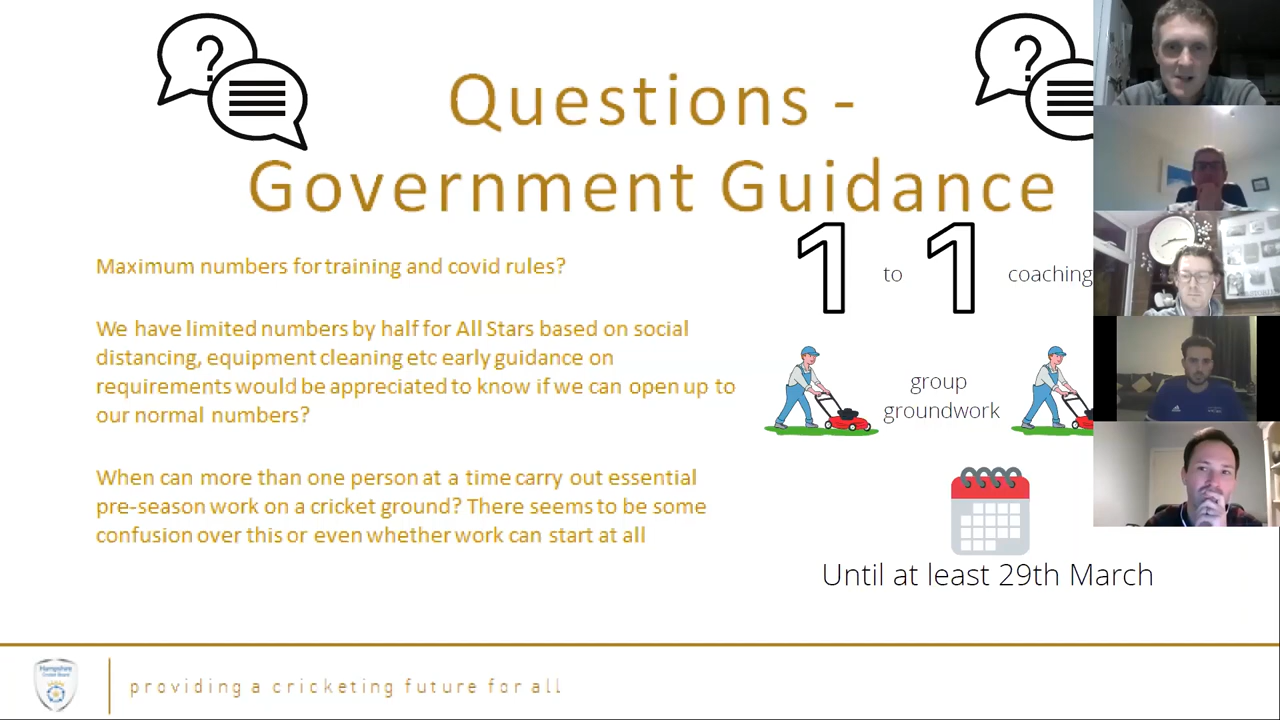 Questions -
Government Guidance
Maximum numbers for training and covid rules?
We have limited numbers by half for All Stars based on social
distancing, equipment cleaning etc early guidance on
requirements would be appreciated to know if we can open up to
our normal numbers?
When can more than one person at a time carry out essential
pre-season work on a cricket ground? There seems to be some
confusion over this or even whether work can start at all
1 to 1 coaching
group
groundwork
Until at least 29th March
Hampshire
Cricket Board
providing a cricketing future for all